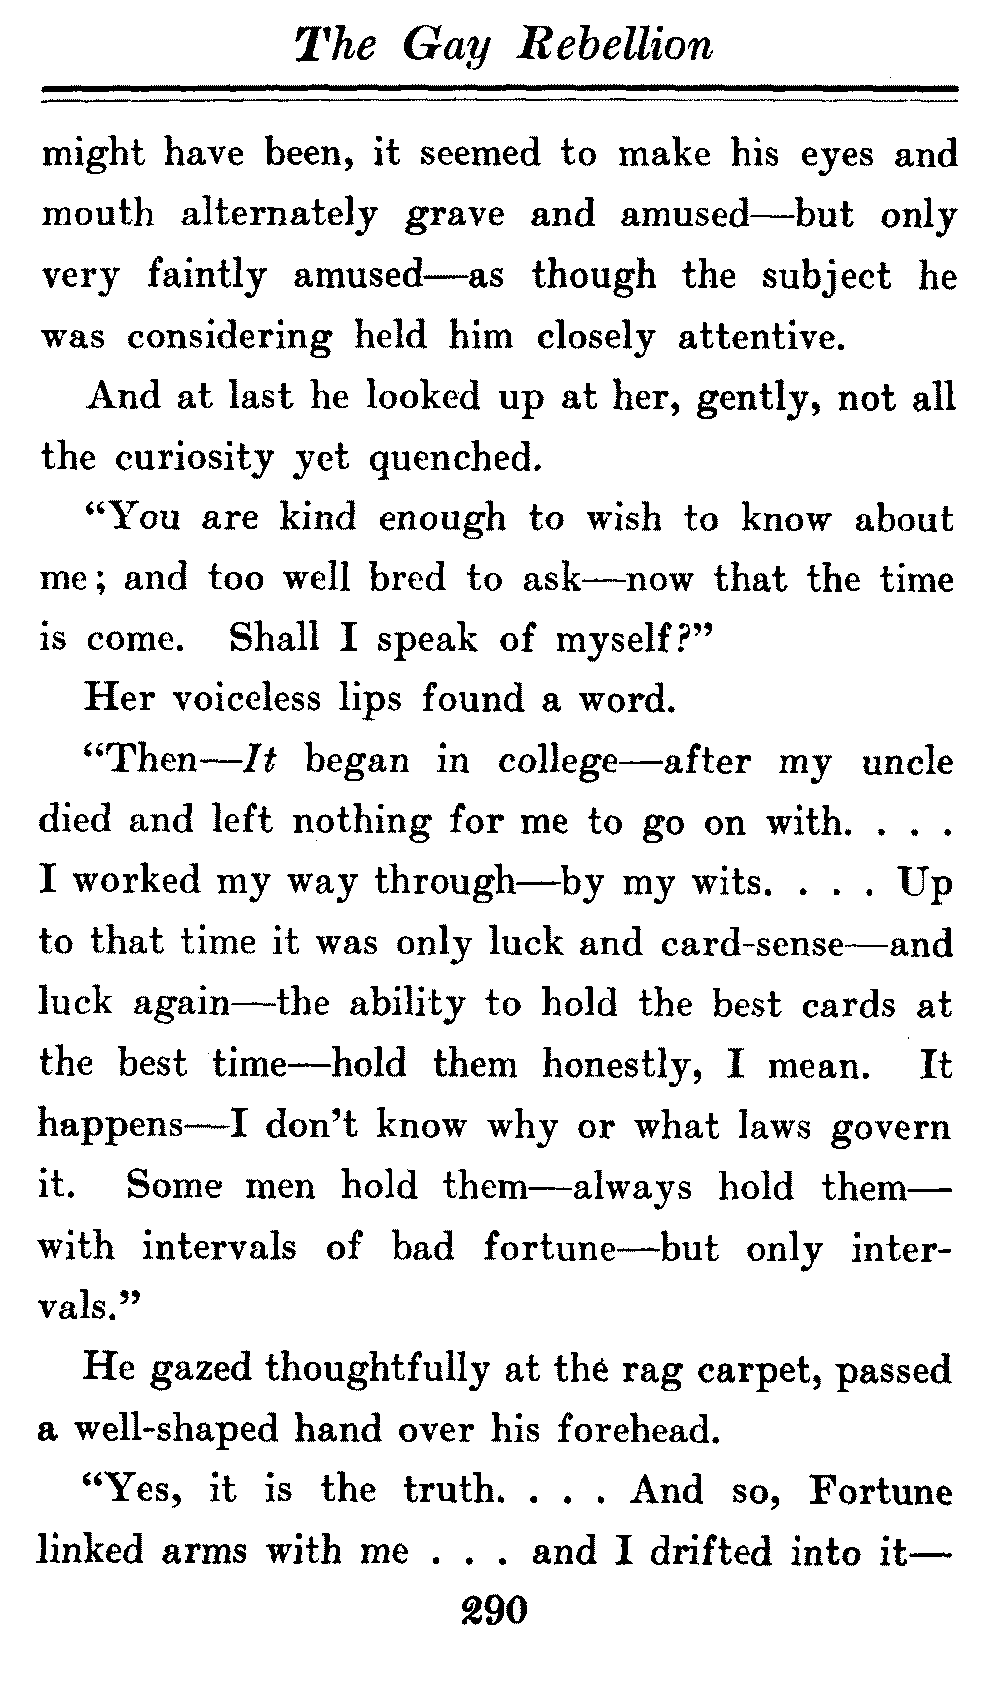 The Gay Rebellion
might have been, it seemed to make his eyes and
mouth alternately grave and amused—but only
very faintly amused—as though the subject he
was considering held him closely attentive.
And at last he looked up at her, gently, not all
the curiosity yet quenched.
“You are kind enough to wish to know about
me; and too well bred to ask—now that the time
is come. Shall I speak of myself?”
Her voiceless lips found a word.
“Then—It began in college—after my uncle
died and left nothing for me to go on with. . . .
I worked my way through—by my wits. . . . Up
to that time it was only luck and card-sense—and
luck again—the ability to hold the best cards at
the best time—hold them honestly, I mean. It
happens—I don’t know why or what laws govern
it. Some men hold them—always hold them—
with intervals of bad fortune—but only inter-
vals.”
He gazed thoughtfully at the rag carpet, passed
a well-shaped hand over his forehead.
“Yes, it is the truth. . . . And so, Fortune
linked arms with me . . . and I drifted into it—
290